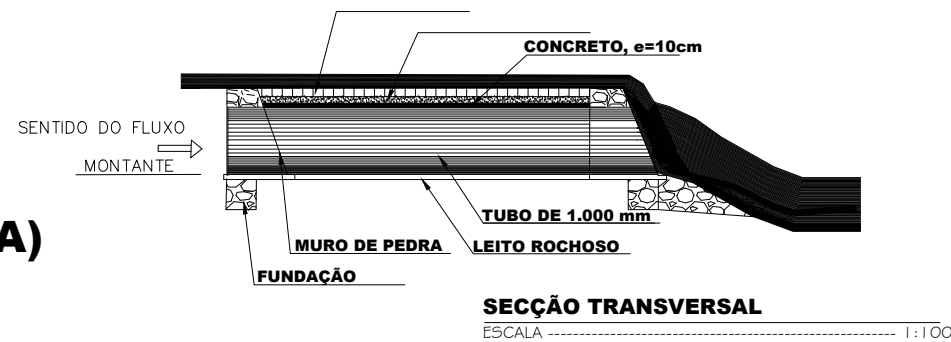 CONCRETO, e=10cm
SENTIDO DO FLUXO
MONTANTE
TUBO DE 1.000 mm
A)
MURO DE PEDRA
LEITO ROCHOSO
FUNDAÇÃO
SECÇÃO TRANSVERSAL
ESCALA ------------------------------------------------------- 1:100